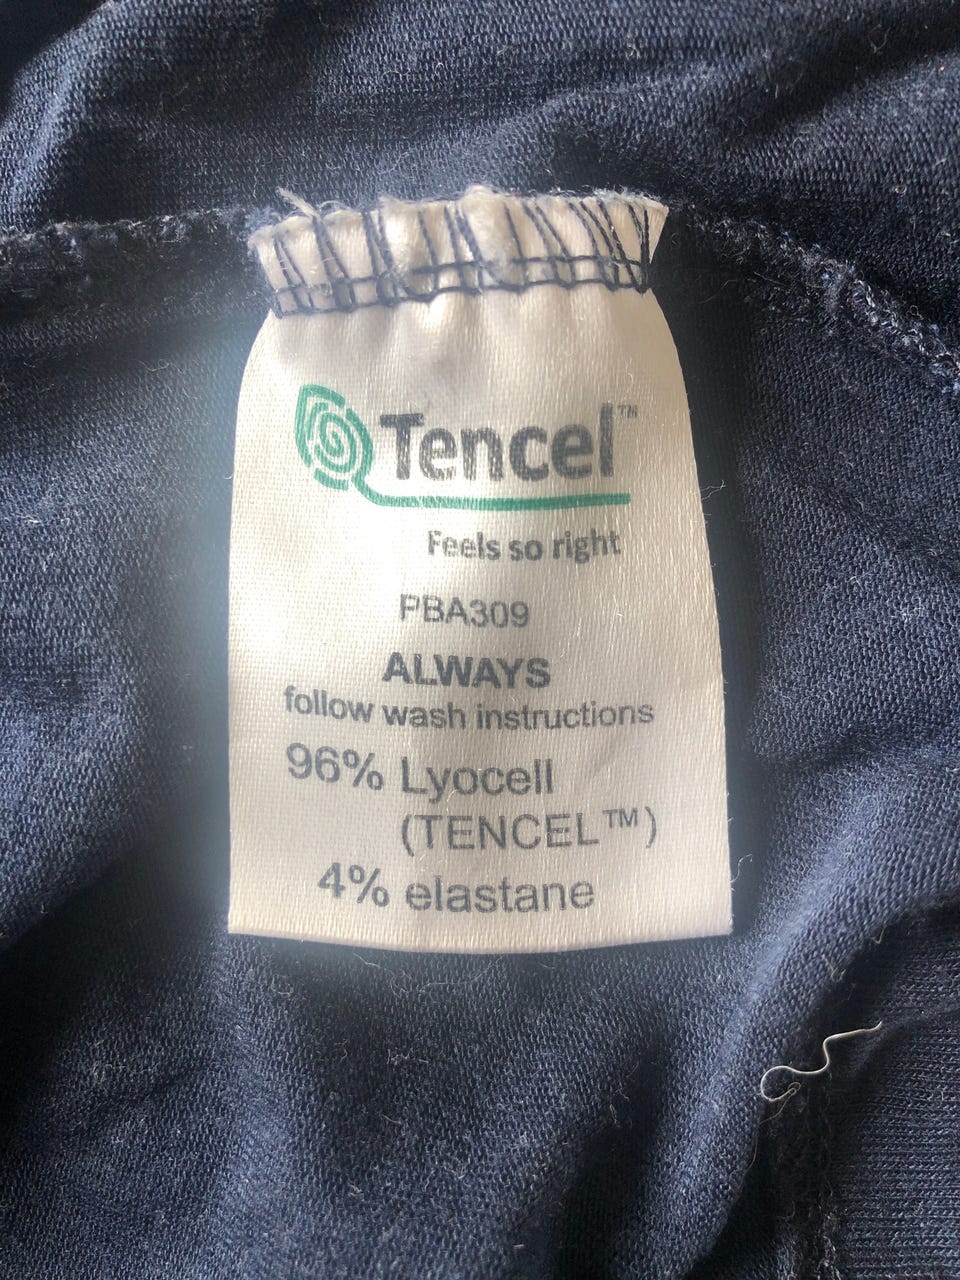 Tencel™
Feels so right
PBA309
ALWAYS
follow wash instructions
96% Lyocell
(TENCEL™)
4% elastane